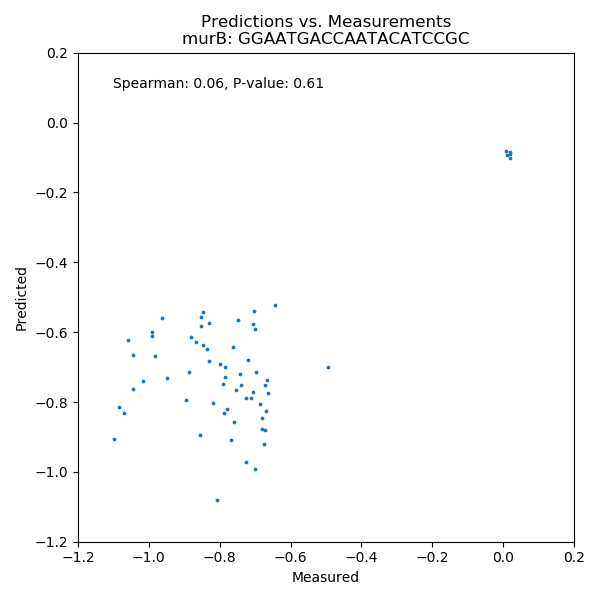 Predictions vs. Measurements
murB: GGAATGACCAATACATCCGC
Spearman: 0.06, P-value: 0.61
0.2
0.0
−0.2
−0.4
−0.6
−0.8
−1.0
−1.2
Predicted
−1.2 −1.0 −0.8 −0.6 −0.4 −0.2 0.0 0.2
Measured